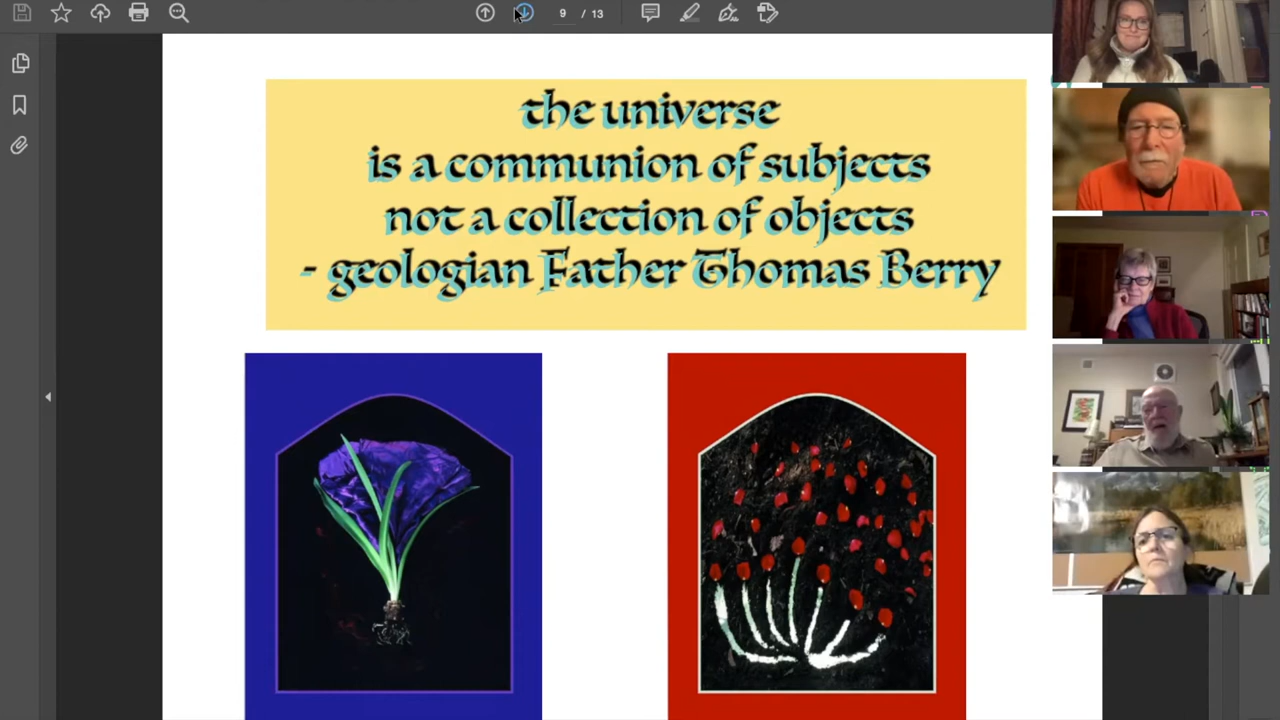 9 / 13
the universe
is a communion of subjects
not a collection of objects
- geologian Father Thomas Berry